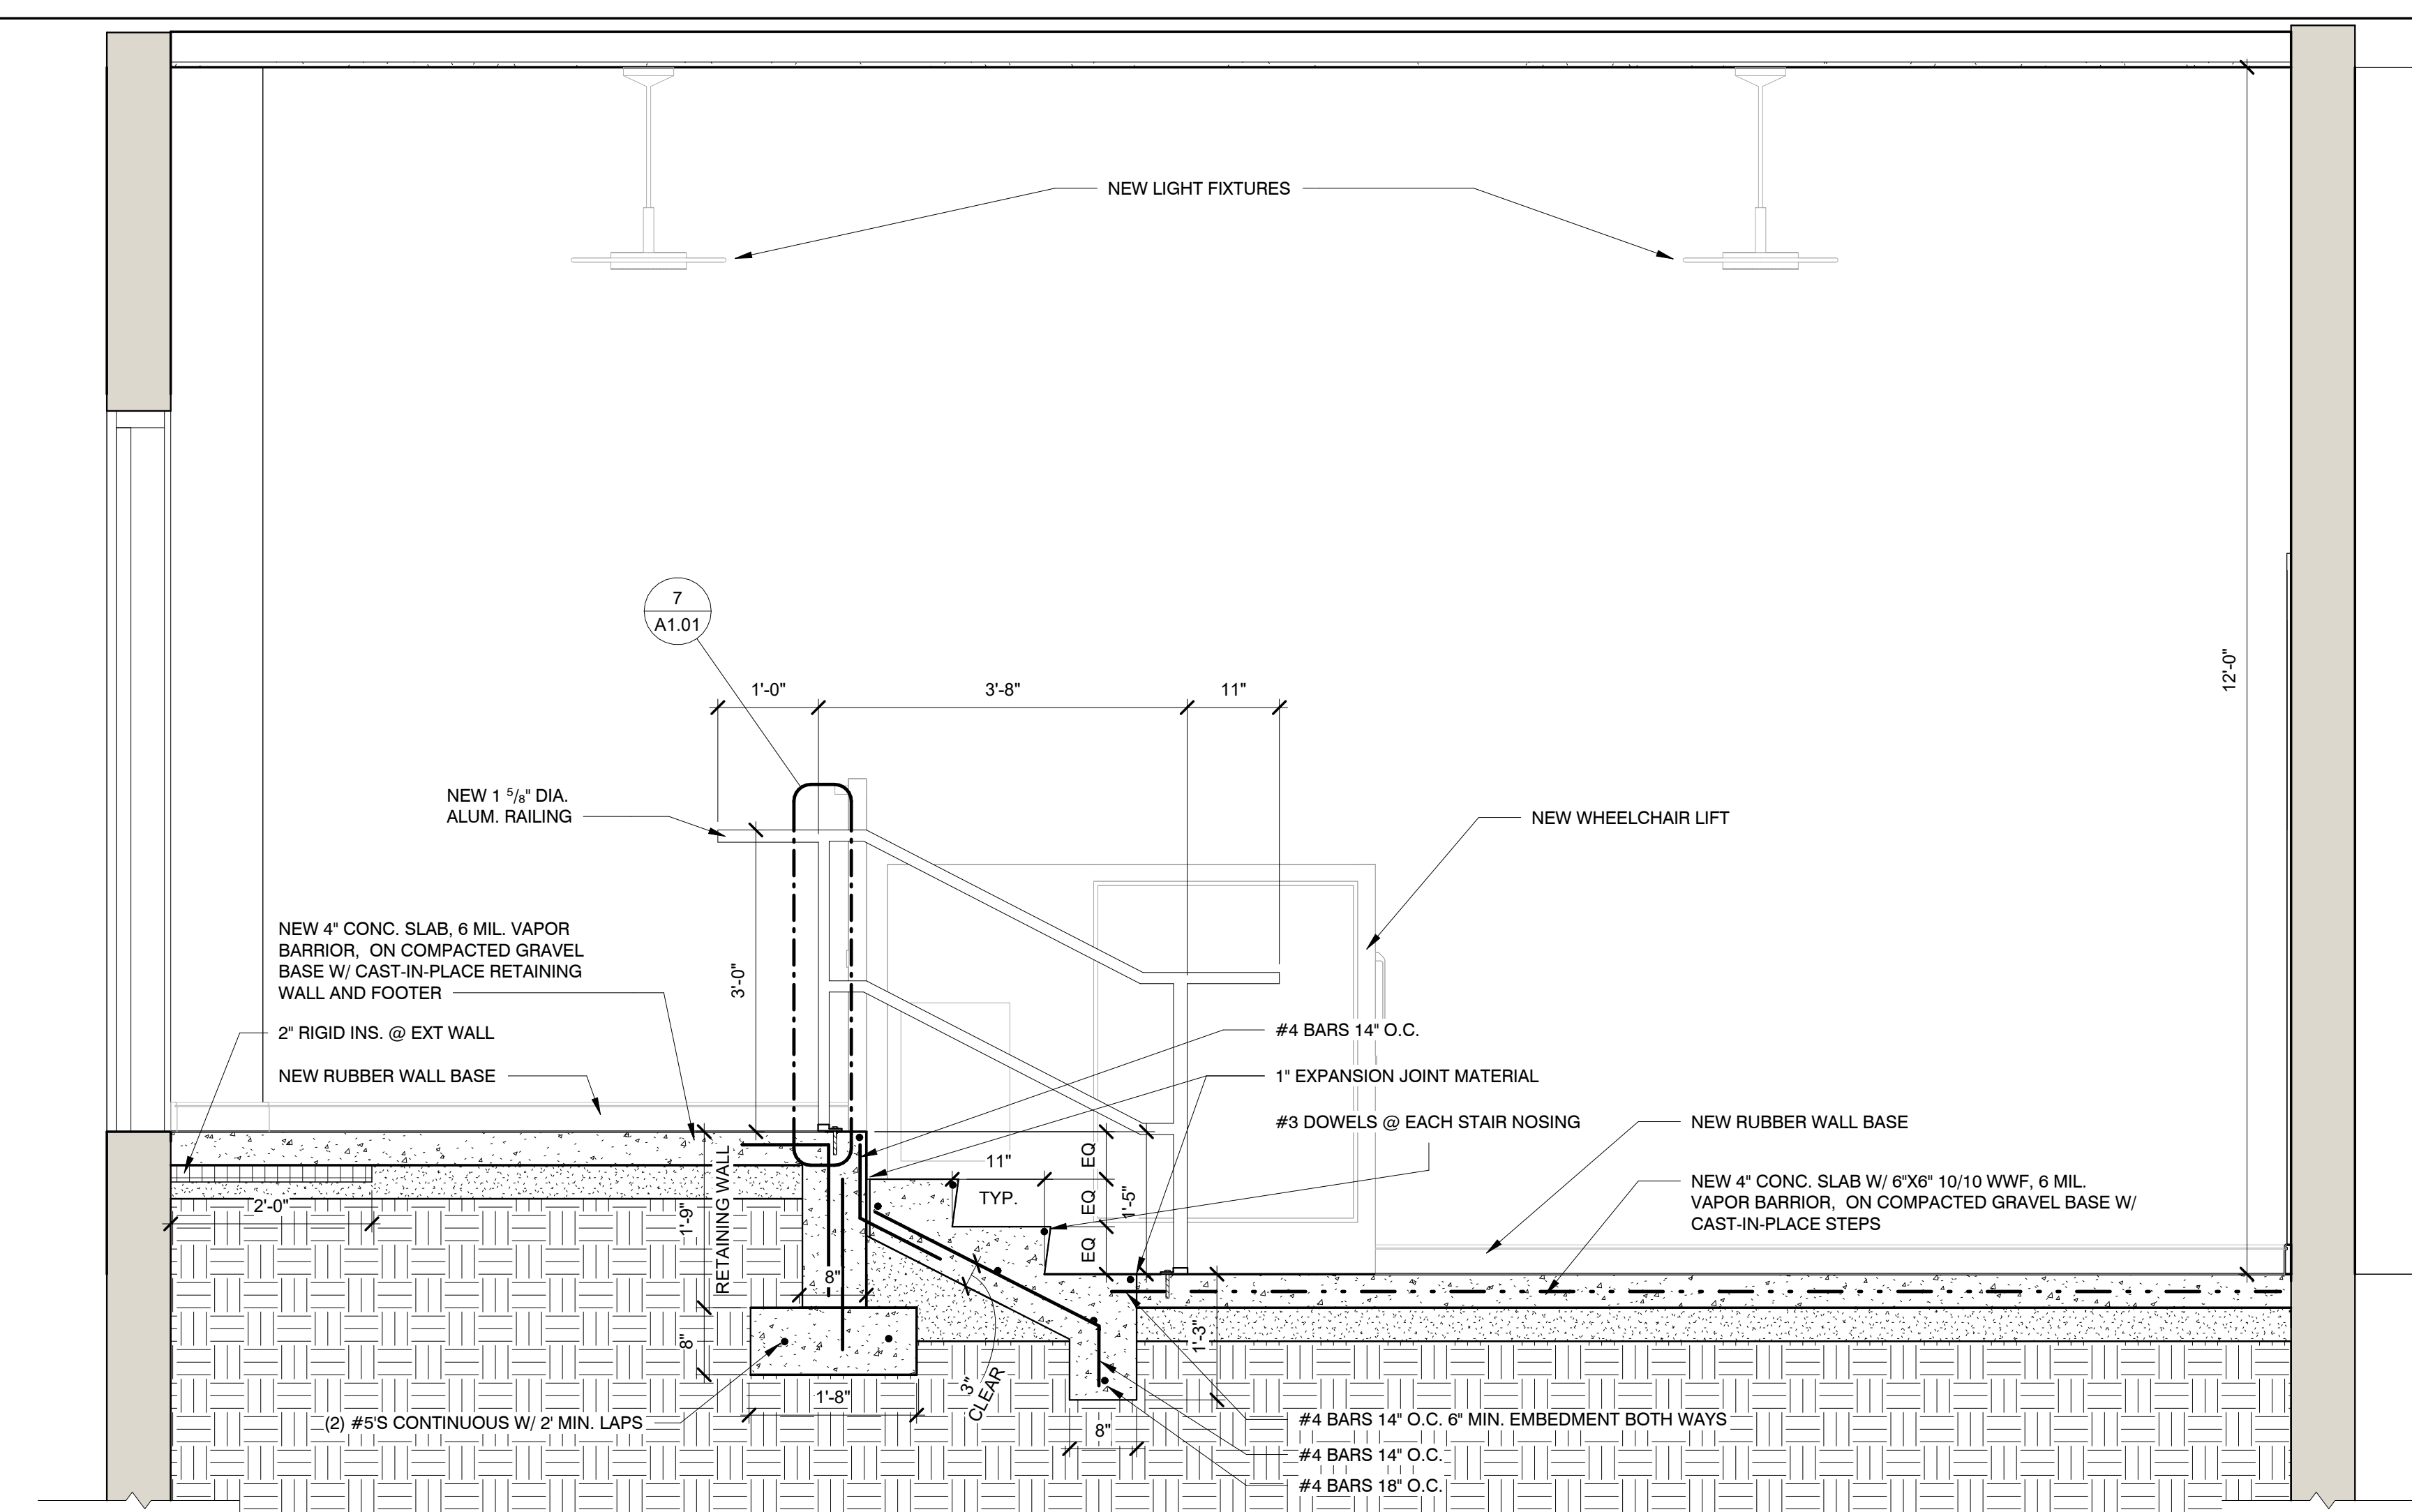 NEW LIGHT FIXTURES
7
A1.01
12'-0"
1'-0"
3'-8"
11"
NEW 1 5/8" DIA.
ALUM. RAILING
NEW WHEELCHAIR LIFT
3'-0"
NEW 4" CONC. SLAB, 6 MIL. VAPOR
BARRIOR, ON COMPACTED GRAVEL
BASE W/ CAST-IN-PLACE RETAINING
WALL AND FOOTER
2" RIGID INS. @ EXT WALL
NEW RUBBER WALL BASE
#4 BARS 14" O.C.
1" EXPANSION JOINT MATERIAL
#3 DOWELS @ EACH STAIR NOSING
NEW RUBBER WALL BASE
NEW 4" CONC. SLAB W/ 6"X6" 10/10 WWF, 6 MIL.
VAPOR BARRIOR, ON COMPACTED GRAVEL BASE W/
CAST-IN-PLACE STEPS
11"
TYP.
EQ
EQ
EQ
1'-5"
2'-0"
1'-9"
RETAINING WALL
8"
8"
1'-3"
1'-8"
3"
CLEAR
8"
(2) #5'S CONTINUOUS W/ 2' MIN. LAPS
#4 BARS 14" O.C. 6" MIN. EMBEDMENT BOTH WAYS
#4 BARS 14" O.C.
#4 BARS 18" O.C.